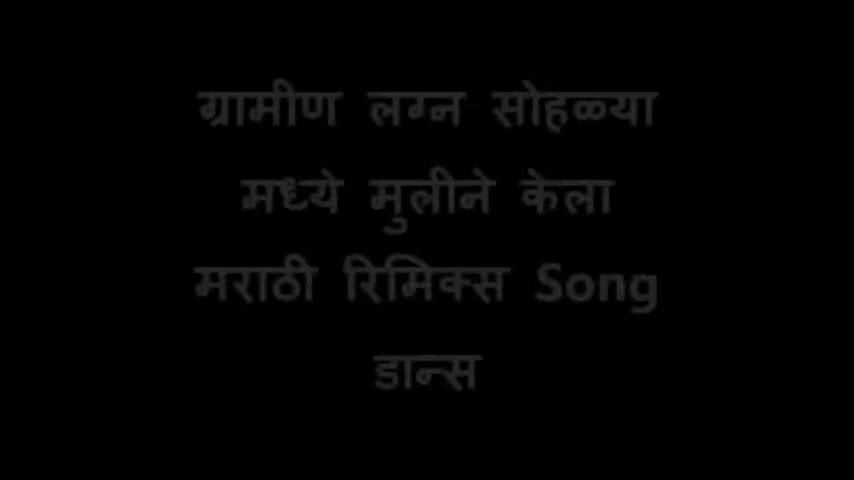 ग्रामीण लग्न सोहळ्या
मध्ये मुलीने केला
मराठी रिमिक्स Song
डान्स